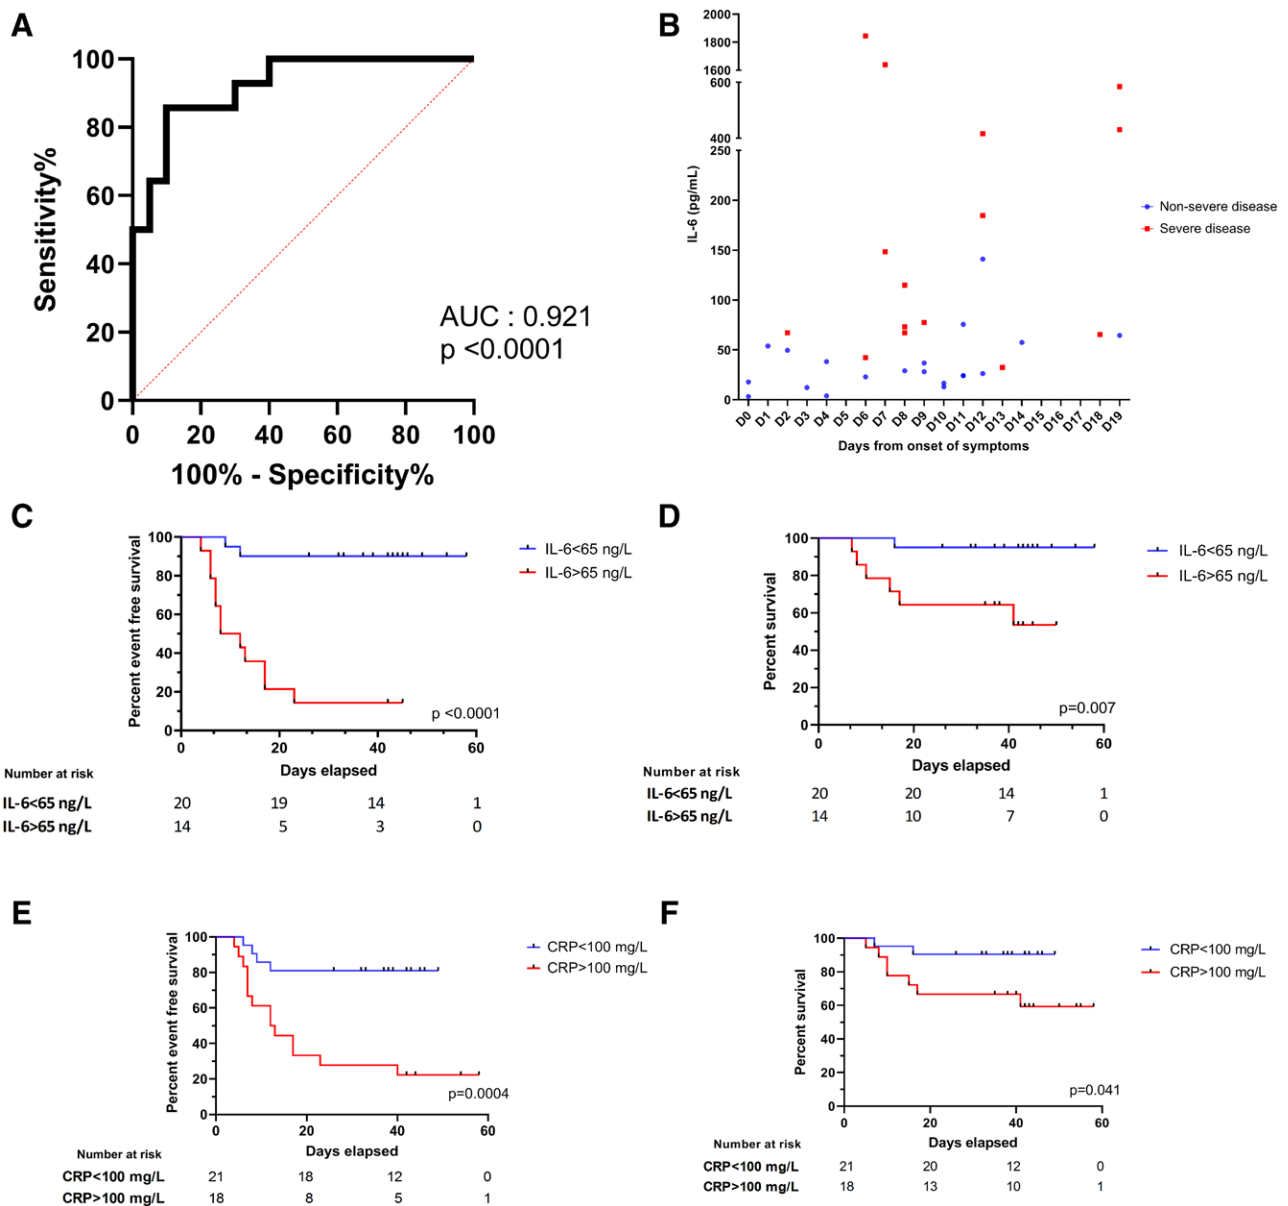 A
100
80
60
40
20
0
Sensitivity%
AUC : 0.921
p <0.0001
0 20 40 60 80 100
100% - Specificity%
B
2000
1800
1600
600
400
250
200
150
100
50
0
IL-6 (pg/mL)
Non-severe disease
Severe disease
D0 D1 D2 D3 D4 D5 D6 D7 D8 D9 D10 D11 D12 D13 D14 D15 D16 D17 D18 D19
Days from onset of symptoms
C
100
80
60
40
20
0
Percent event free survival
IL-6<65 ng/L
IL-6>65 ng/L
p <0.0001
0 20 40 60
Days elapsed
Number at risk
IL-6<65 ng/L 20 19 14 1
IL-6>65 ng/L 14 5 3 0
D
100
80
60
40
20
0
Percent survival
IL-6<65 ng/L
IL-6>65 ng/L
p=0.007
0 20 40 60
Days elapsed
Number at risk
IL-6<65 ng/L 20 20 14 1
IL-6>65 ng/L 14 10 7 0
E
100
80
60
40
20
0
Percent event free survival
CRP<100 mg/L
CRP>100 mg/L
p=0.0004
0 20 40 60
Days elapsed
Number at risk
CRP<100 mg/L 21 18 12 0
CRP>100 mg/L 18 8 5 1
F
100
80
60
40
20
0
Percent survival
CRP<100 mg/L
CRP>100 mg/L
p=0.041
0 20 40 60
Days elapsed
Number at risk
CRP<100 mg/L 21 20 12 0
CRP>100 mg/L 18 13 10 1